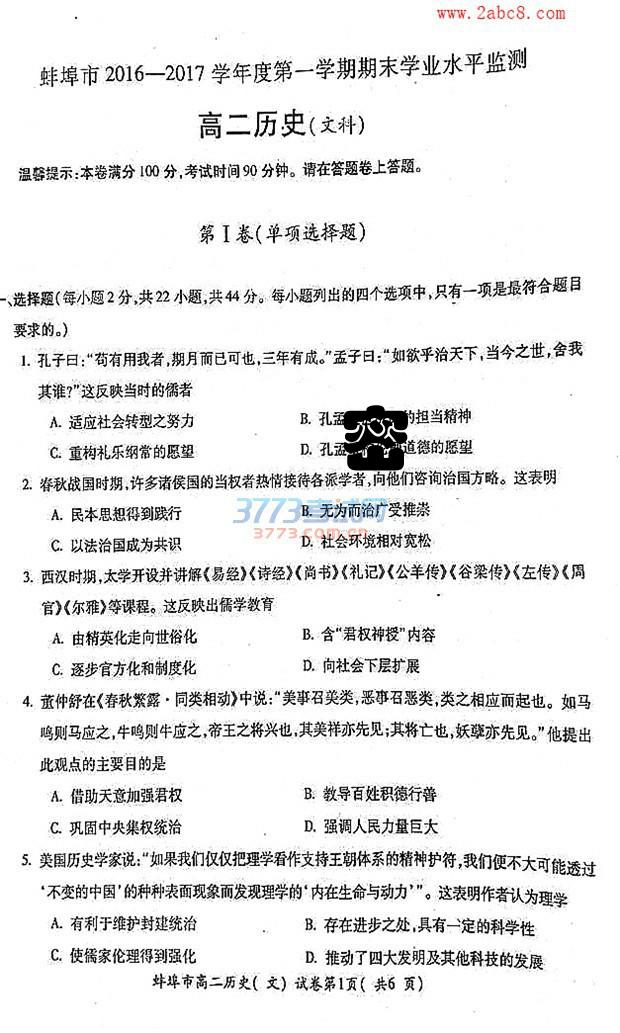 www.2abc8.com
蚌埠市2016—2017学年度第一学期期末学业水平监测
高二历史(文科)
温馨提示:本卷满分100分,考试时间90分钟。请在答题卷上答题。
第Ⅰ卷(单项选择题)
一、选择题(每小题2分,共22小题,共44分。每小题列出的四个选项中,只有一项是最符合题目
要求的。)
1. 孔子曰:“苟有用我者,期月而已可也,三年有成。”孟子曰:“如欲乎治天下,当今之世,舍我
其谁?”这反映当时的儒者
A. 适应社会转型之努力 B. 孔孟 的担当精神
C. 重构礼乐纲常的愿望 D. 孔孟 道德的愿望
2. 春秋战国时期,许多诸侯国的当权者热情接待各派学者,向他们咨询治国方略。这表明
A. 民本思想得到践行 B. 无为而治广受推崇
C. 以法治国成为共识 D. 社会环境相对宽松
3773考试网
3773.com.cn
3. 西汉时期,太学开设并讲解《易经》《诗经》《尚书》《礼记》《公羊传》《谷梁传》《左传》《周
官》《尔雅》等课程。这反映出儒学教育
A. 由精英化走向世俗化 B. 含“君权神授”内容
C. 逐步官方化和制度化 D. 向社会下层扩展
4. 董仲舒在《春秋繁露·同类相动》中说:“美事召美类,恶事召恶类,类之相应而起也。如马
鸣则马应之,牛鸣则牛应之,帝王之将兴也,其美祥亦先见;其将亡也,妖孽亦先见。”他提出
此观点的主要目的是
A. 借助天意加强君权 B. 教导百姓积德行善
C. 巩固中央集权统治 D. 强调人民力量巨大
5. 美国历史学家说:“如果我们仅仅把理学看作支持王朝体系的精神护符,我们便不大可能透过
‘不变的中国’的种种表面现象而发现理学的‘内在生命与动力’”。这表明作者认为理学
A. 有利于维护封建统治 B. 存在进步之处,具有一定的科学性
C. 使儒家伦理得到强化 D. 推动了四大发明及其他科技的发展
蚌埠市高二历史(文)试卷第1页(共6页)